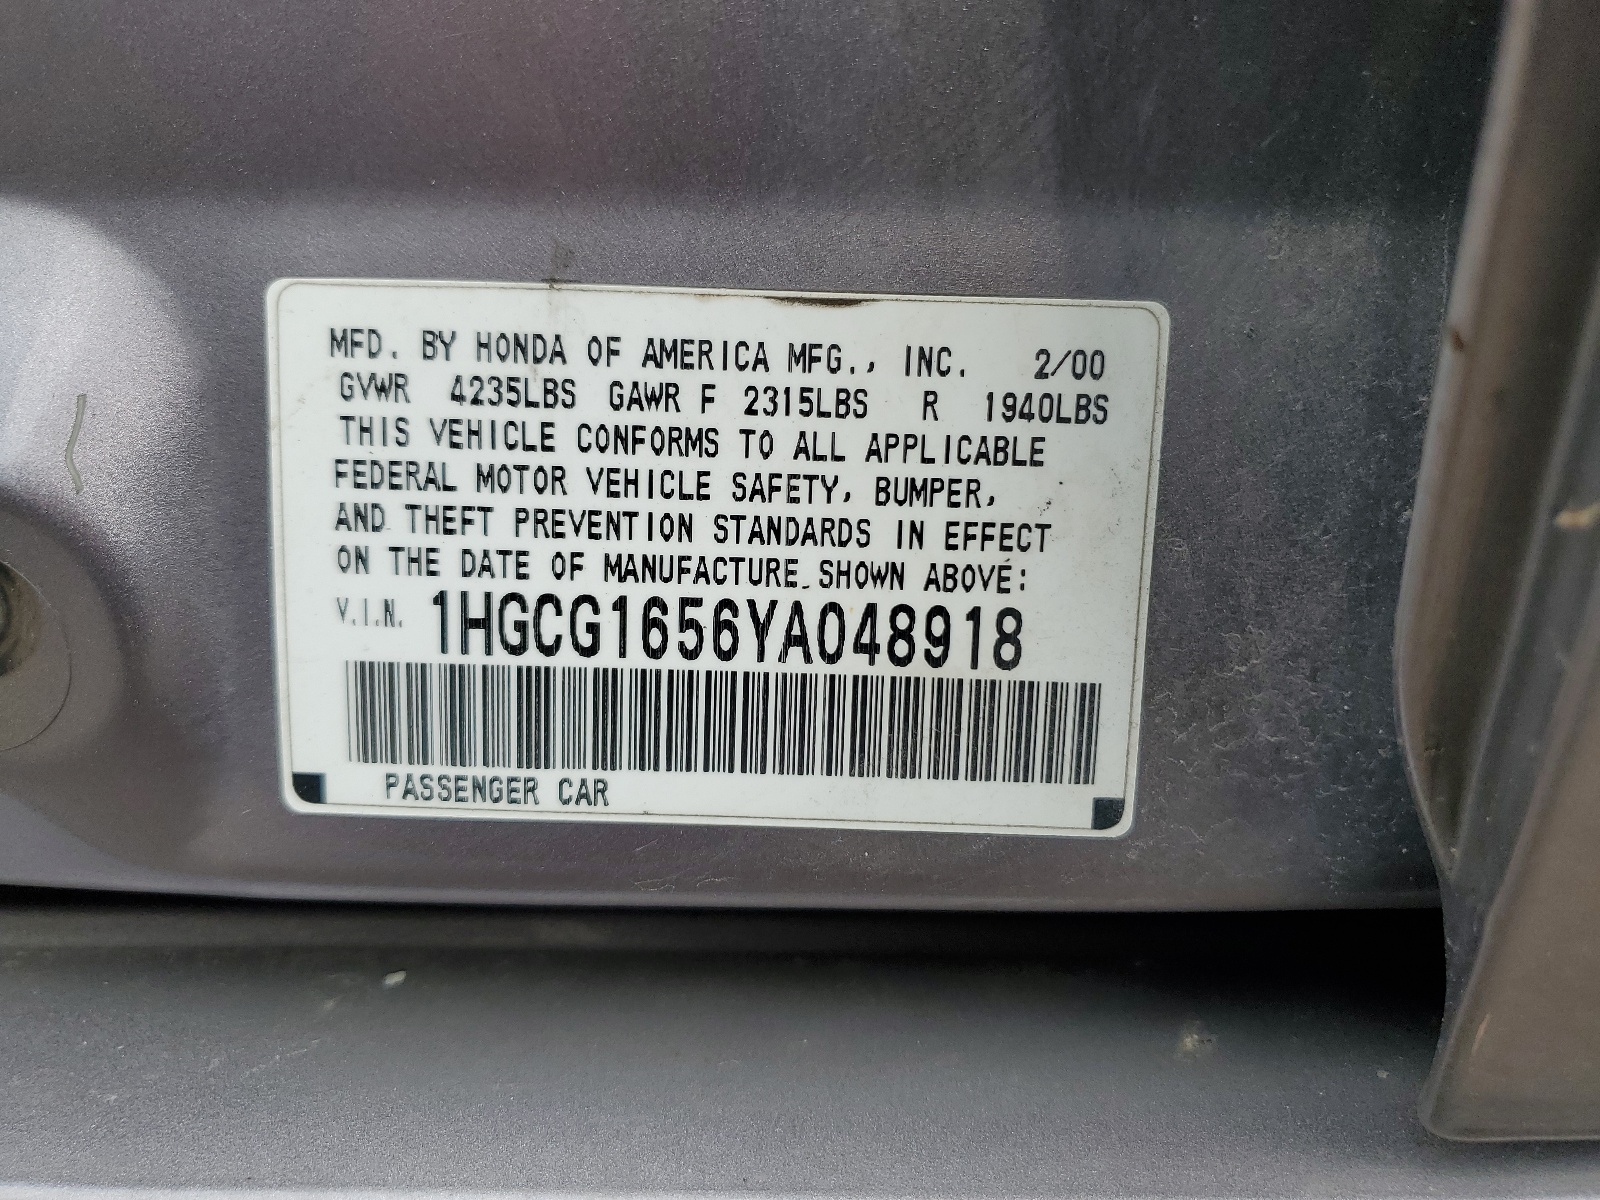 MFD. BY HONDA OF AMERICA MFG., INC. 2/00
GVWR 4235LBS GAWR F 2315LBS R 1940LBS
THIS VEHICLE CONFORMS TO ALL APPLICABLE
FEDERAL MOTOR VEHICLE SAFETY, BUMPER,
AND THEFT PREVENTION STANDARDS IN EFFECT
ON THE DATE OF MANUFACTURE SHOWN ABOVE:
V.I.N. 1HGCG1656YA048918
PASSENGER CAR